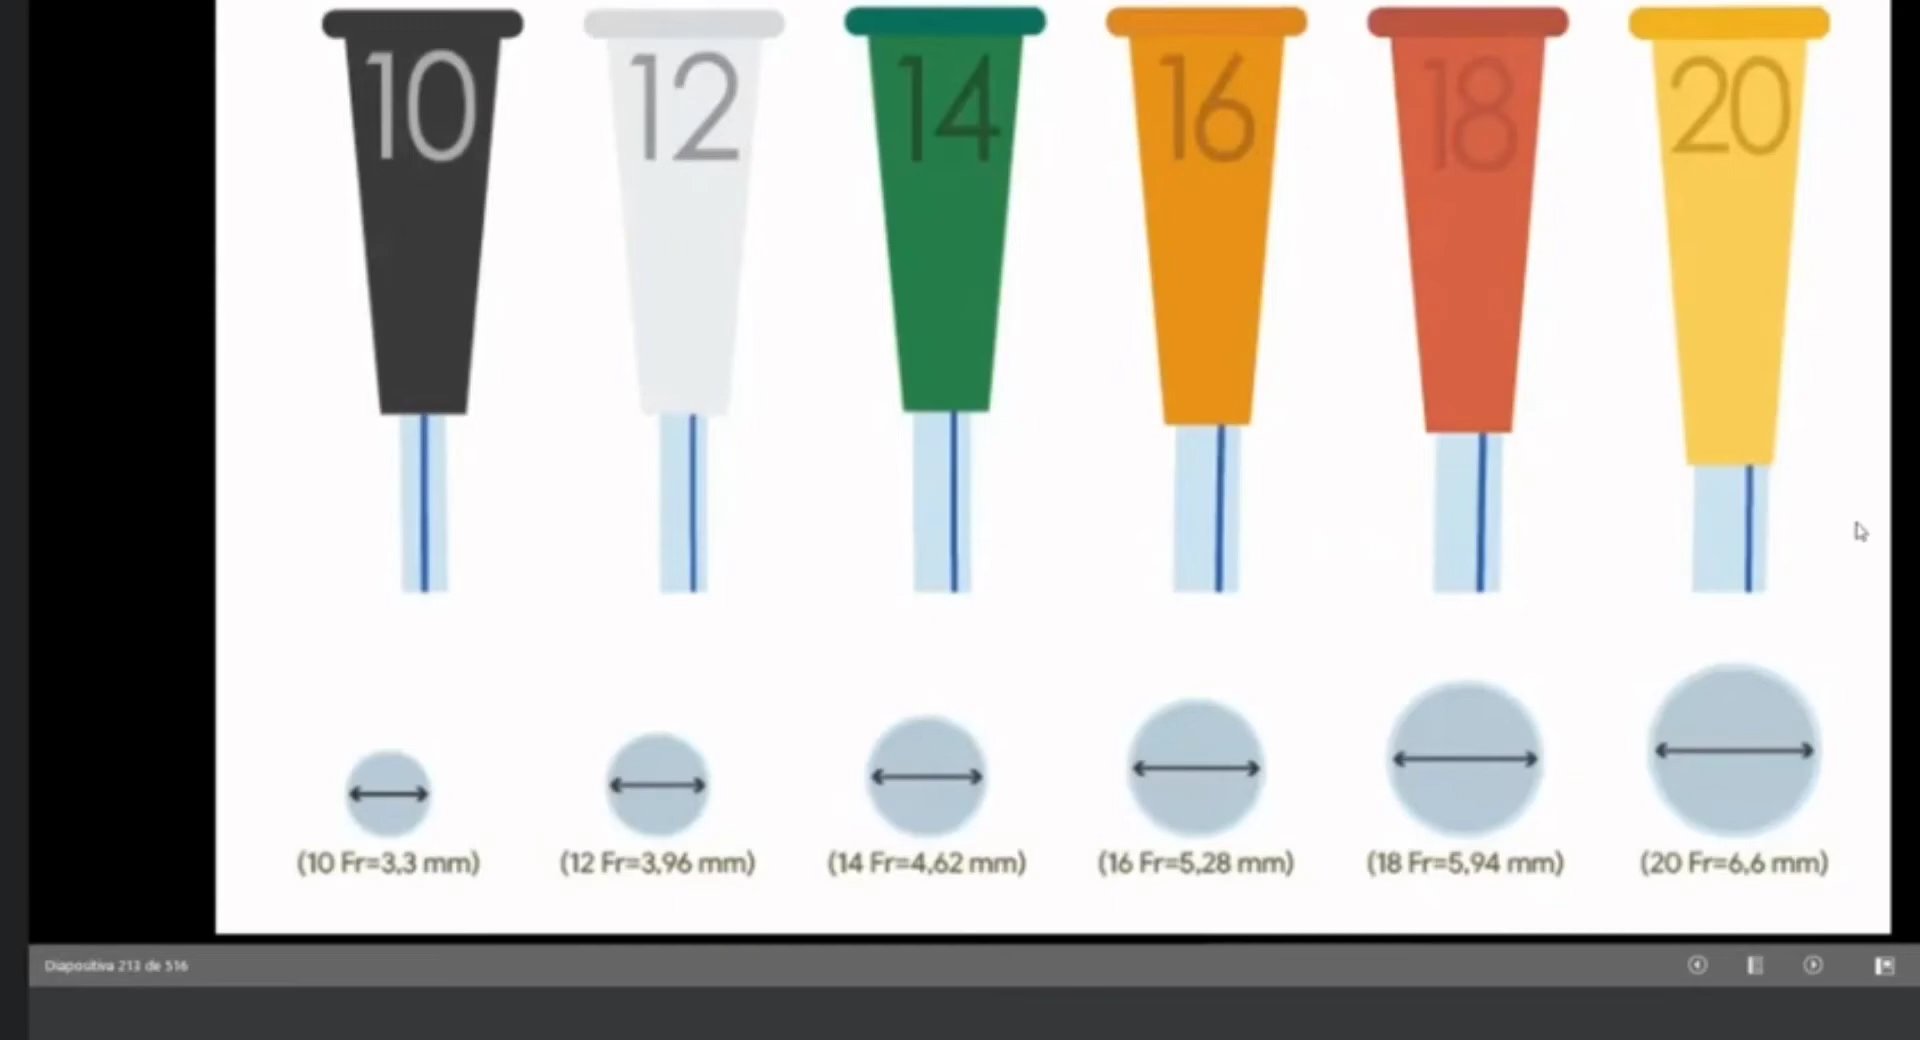 10 12 14 16 18 20
(10 Fr=3,3 mm) (12 Fr=3,96 mm) (14 Fr=4,62 mm) (16 Fr=5,28 mm) (18 Fr=5,94 mm) (20 Fr=6,6 mm)
Diapositiva 213 de 516